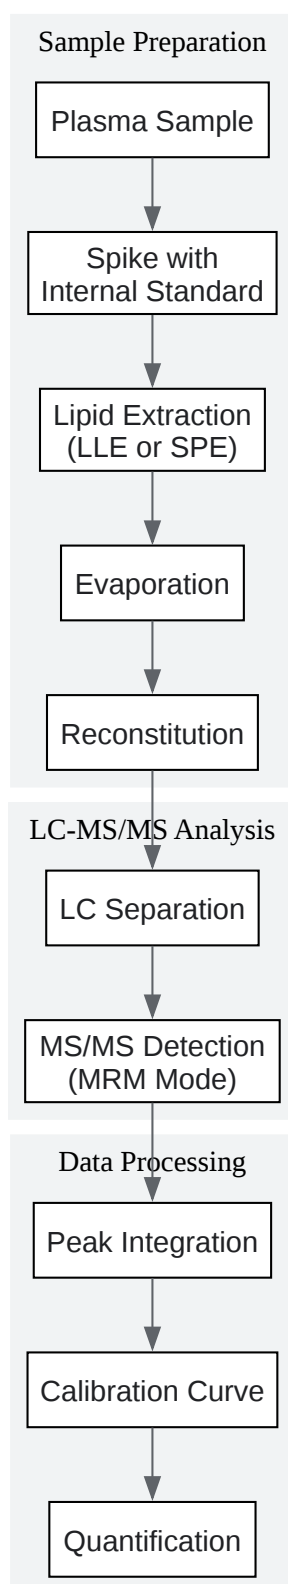 Sample Preparation
Plasma Sample
Spike with
Internal Standard
Lipid Extraction
(LLE or SPE)
Evaporation
Reconstitution
LC-MS/MS Analysis
LC Separation
MS/MS Detection
(MRM Mode)
Data Processing
Peak Integration
Calibration Curve
Quantification